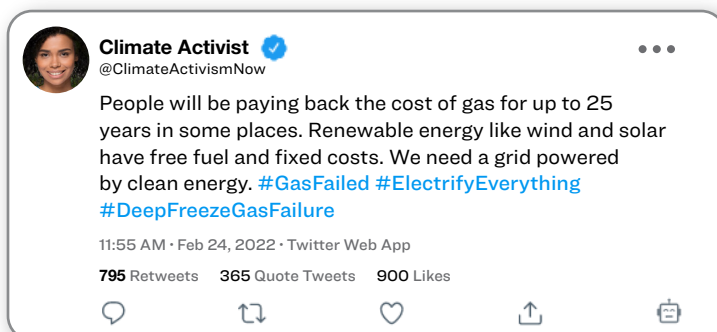 Climate Activist
@ClimateActivismNow
People will be paying back the cost of gas for up to 25
years in some places. Renewable energy like wind and solar
have free fuel and fixed costs. We need a grid powered
by clean energy. #GasFailed #ElectrifyEverything
#DeepFreezeGasFailure
11:55 AM · Feb 24, 2022 · Twitter Web App
795 Retweets 365 Quote Tweets 900 Likes